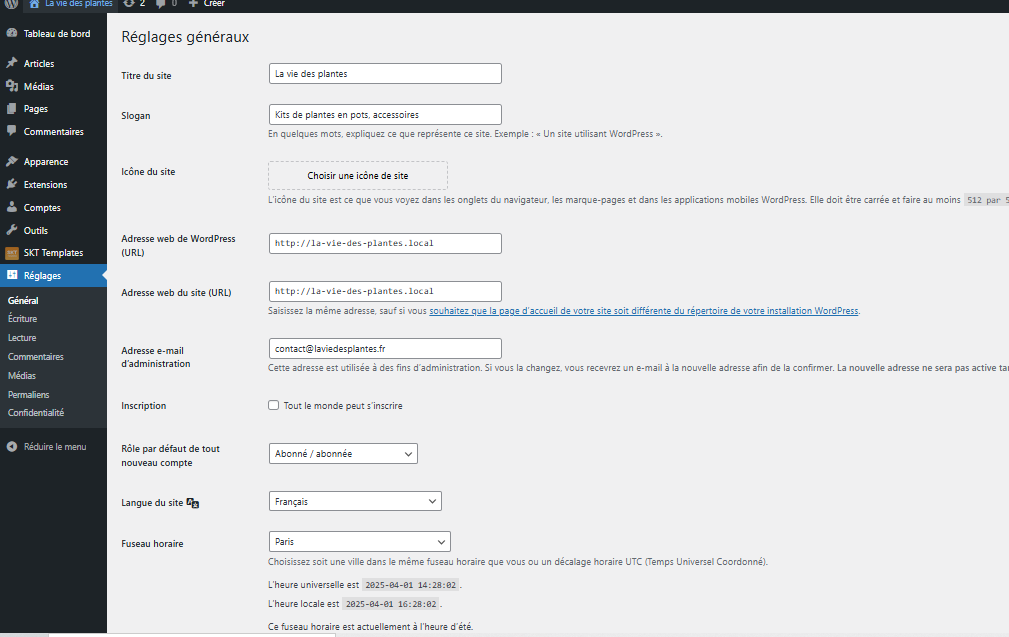 La vie des plantes 2 0 Créer
Tableau de bord
Articles
Médias
Pages
Commentaires
Apparence
Extensions
Comptes
Outils
SKT Templates
Réglages
Général
Écriture
Lecture
Commentaires
Médias
Permaliens
Confidentialité
Réduire le menu
Réglages généraux
Titre du site
La vie des plantes
Slogan
Kits de plantes en pots, accessoires
En quelques mots, expliquez ce que représente ce site. Exemple : « Un site utilisant WordPress ».
Icône du site
Choisir une icône de site
L'icône du site est ce que vous voyez dans les onglets du navigateur, les marque-pages et dans les applications mobiles WordPress. Elle doit être carrée et faire au moins 512 par 5
Adresse web de WordPress
(URL)
http://la-vie-des-plantes.local
Adresse web du site (URL)
http://la-vie-des-plantes.local
Saisissez la même adresse, sauf si vous souhaitez que la page d'accueil de votre site soit différente du répertoire de votre installation WordPress.
Adresse e-mail
d'administration
contact@laviedesplantes.fr
Cette adresse est utilisée à des fins d'administration. Si vous la changez, vous recevrez un e-mail à la nouvelle adresse afin de la confirmer. La nouvelle adresse ne sera pas active tan
Inscription
Tout le monde peut s'inscrire
Rôle par défaut de tout
nouveau compte
Abonné / abonnée
Langue du site
Français
Fuseau horaire
Paris
Choisissez soit une ville dans le même fuseau horaire que vous ou un décalage horaire UTC (Temps Universel Coordonné).
L'heure universelle est 2025-04-01 14:28:02 .
L'heure locale est 2025-04-01 16:28:02 .
Ce fuseau horaire est actuellement à l'heure d'été.